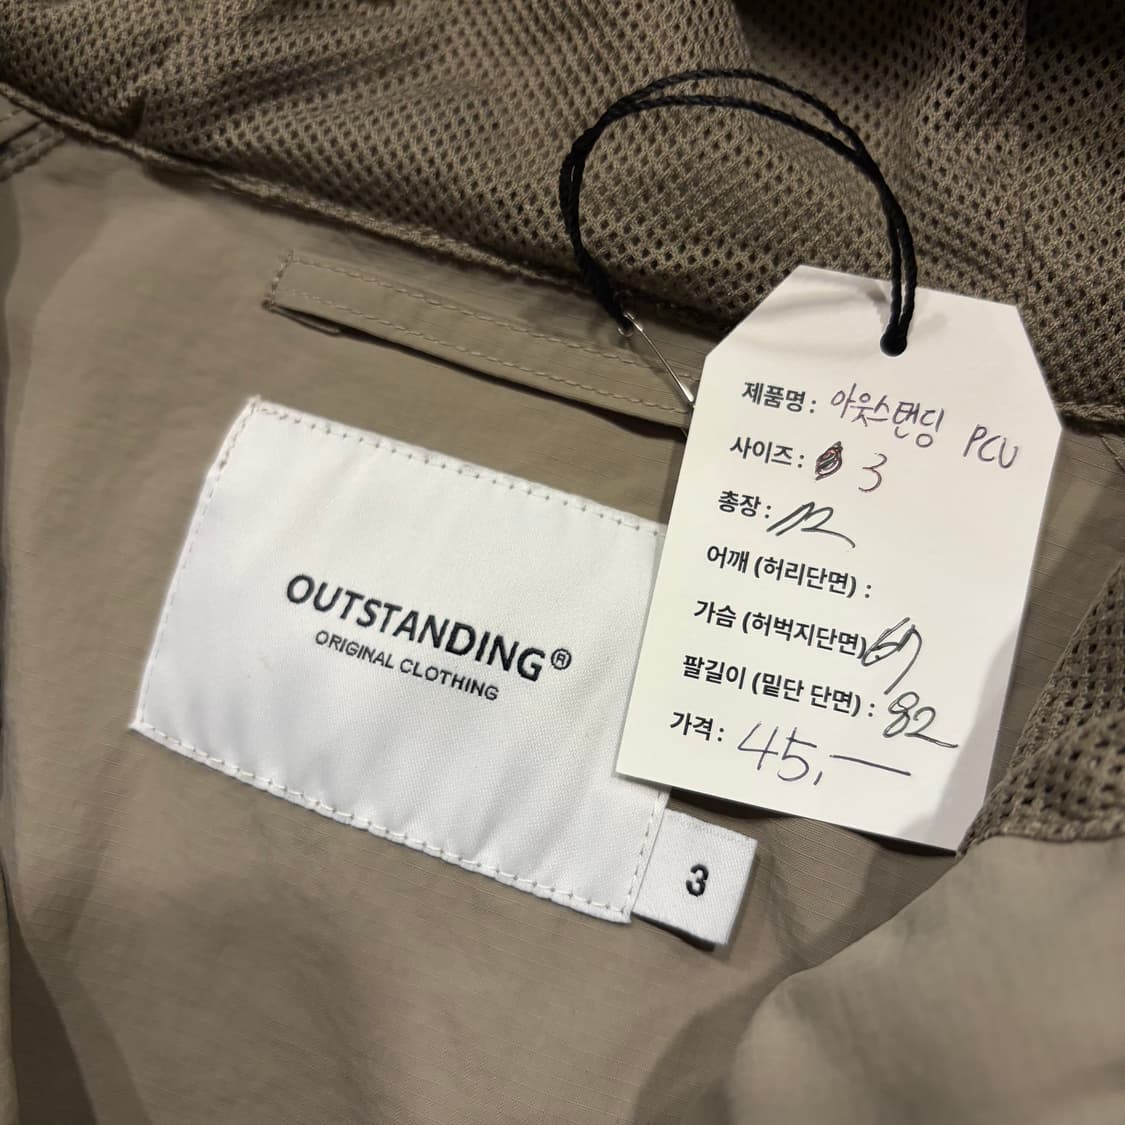 제품명 : 아웃스탠딩 PCU
사이즈 : 3
총장 : 72
어깨 (허리단면) :
가슴 (허벅지단면) 67
팔길이 (밑단 단면) : 82
가격 : 45,—
OUTSTANDING®
ORIGINAL CLOTHING
3